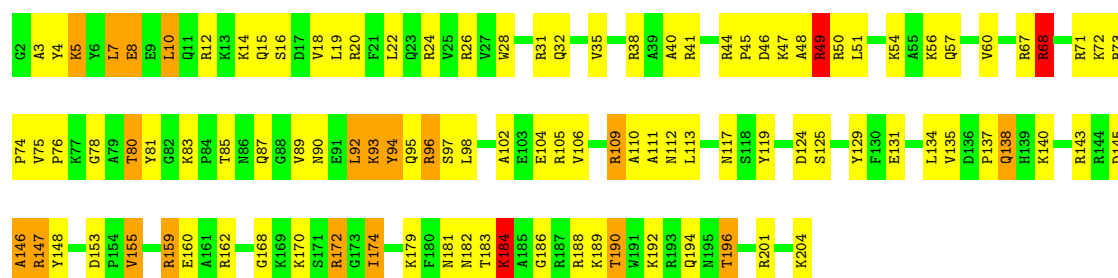 G2 A3 Y4 K5 Y6 L7 E8 E9 L10 Q11 R12 K13 K14 Q15 S16 D17 V18 L19 R20 F21 L22 Q23 R24 V25 R26 V27 W28 R31 Q32 V35 R38 A39 A40 R41 R44 P45 D46 K47 A48 R49 R50 L51 K54 A55 K56 Q57 V60 R67 R68 R71 K72
P74 V75 P76 K77 G78 A79 T80 Y81 G82 K83 P84 T85 N86 Q87 G88 V89 N90 E91 L92 K93 Y94 Q95 R96 S97 L98 A102 E103 E104 R105 V106 R109 A110 A111 N112 L113 N117 S118 Y119 D124 S125 Y129 F130 E131 L134 V135 D136 P137 Q138 H139 K140 R143 R144
A146 R147 Y148 D153 P154 V155 R159 E160 A161 R162 G168 K169 K170 S171 R172 G173 I174 K179 F180 N181 N182 T183 K184 A185 G186 R187 R188 K189 T190 W191 K192 R193 Q194 N195 T196 R201 K204